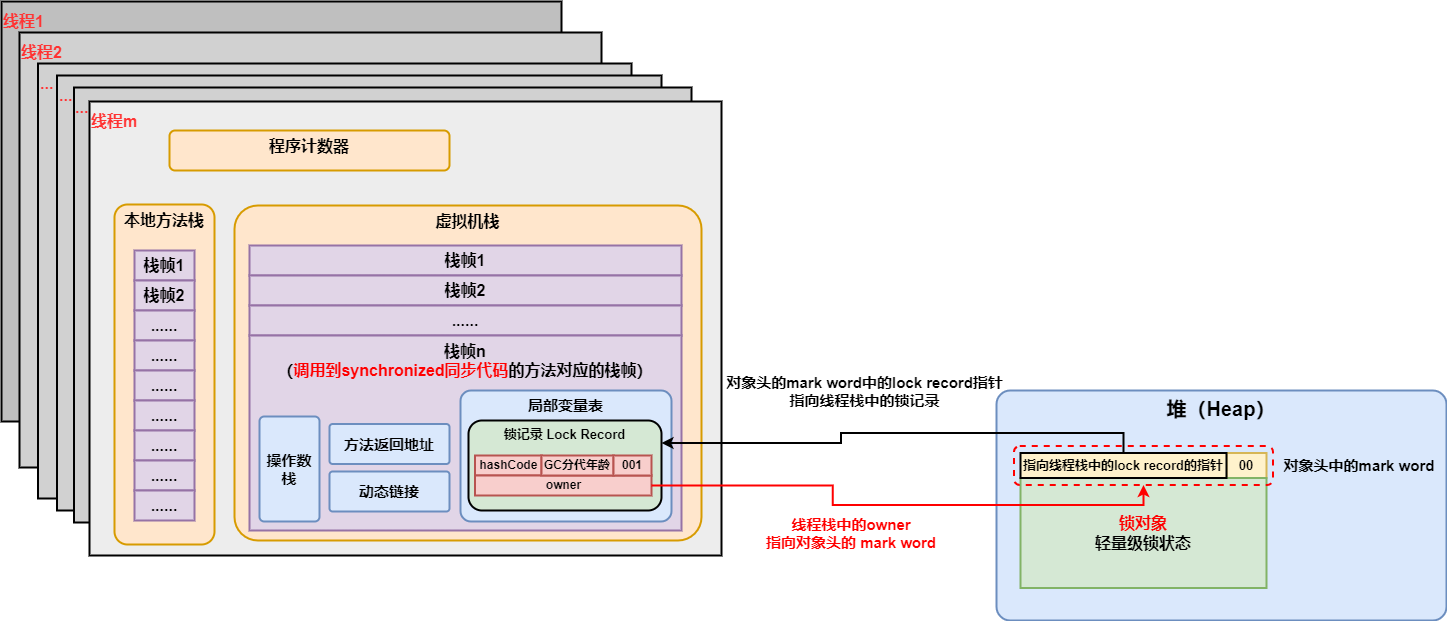 线程1
线程2
...
...
...
线程m
程序计数器
本地方法栈
栈帧1
栈帧2
......
......
......
......
......
......
......
虚拟机栈
栈帧1
栈帧2
......
栈帧n
(调用到synchronized同步代码的方法对应的栈帧)
操作数
栈
方法返回地址
动态链接
局部变量表
锁记录 Lock Record
hashCode GC分代年龄 001
owner
对象头的mark word中的lock record指针
指向线程栈中的锁记录
线程栈中的owner
指向对象头的 mark word
堆（Heap）
指向线程栈中的lock record的指针 00
对象头中的mark word
锁对象
轻量级锁状态